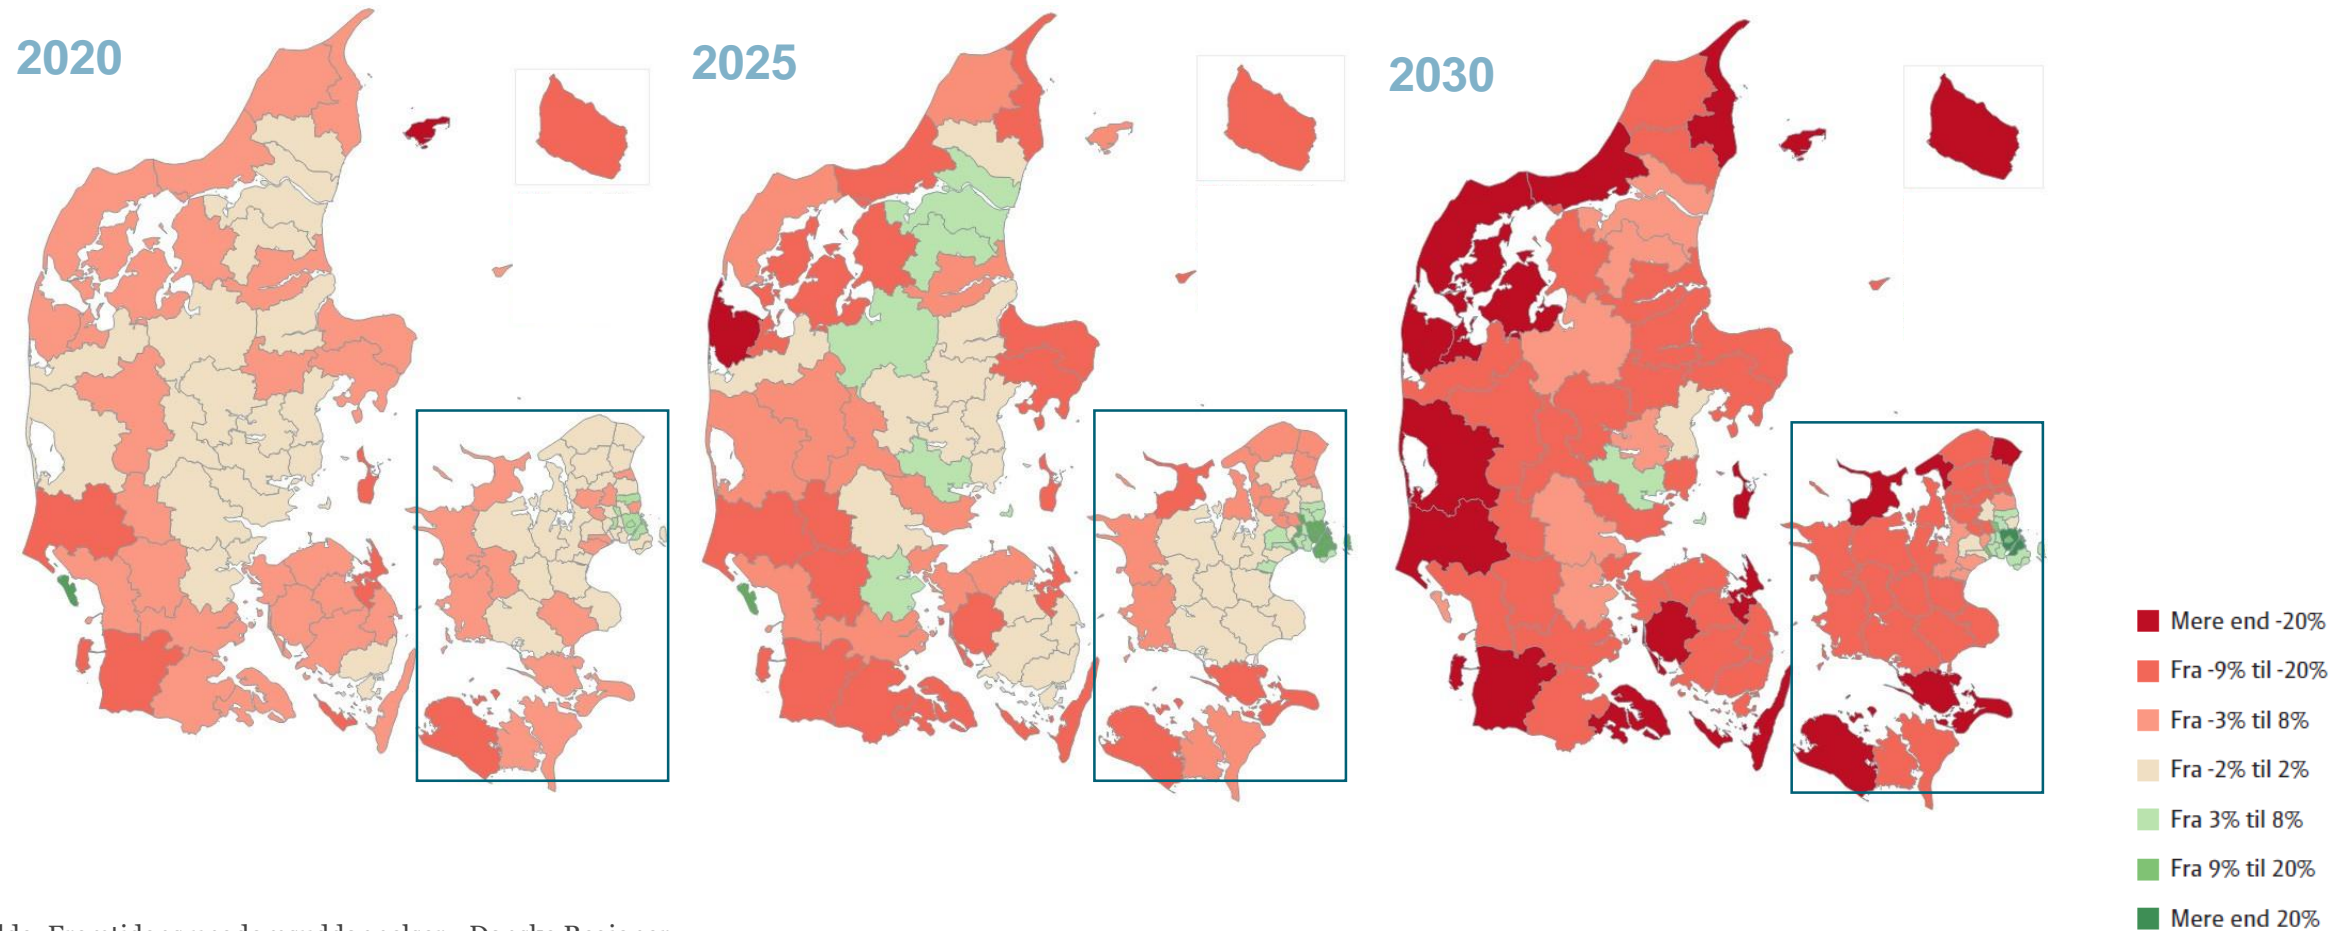 2020
2025
2030
Mere end -20%
Fra -9% til -20%
Fra -3% til 8%
Fra -2% til 2%
Fra 3% til 8%
Fra 9% til 20%
Mere end 20%